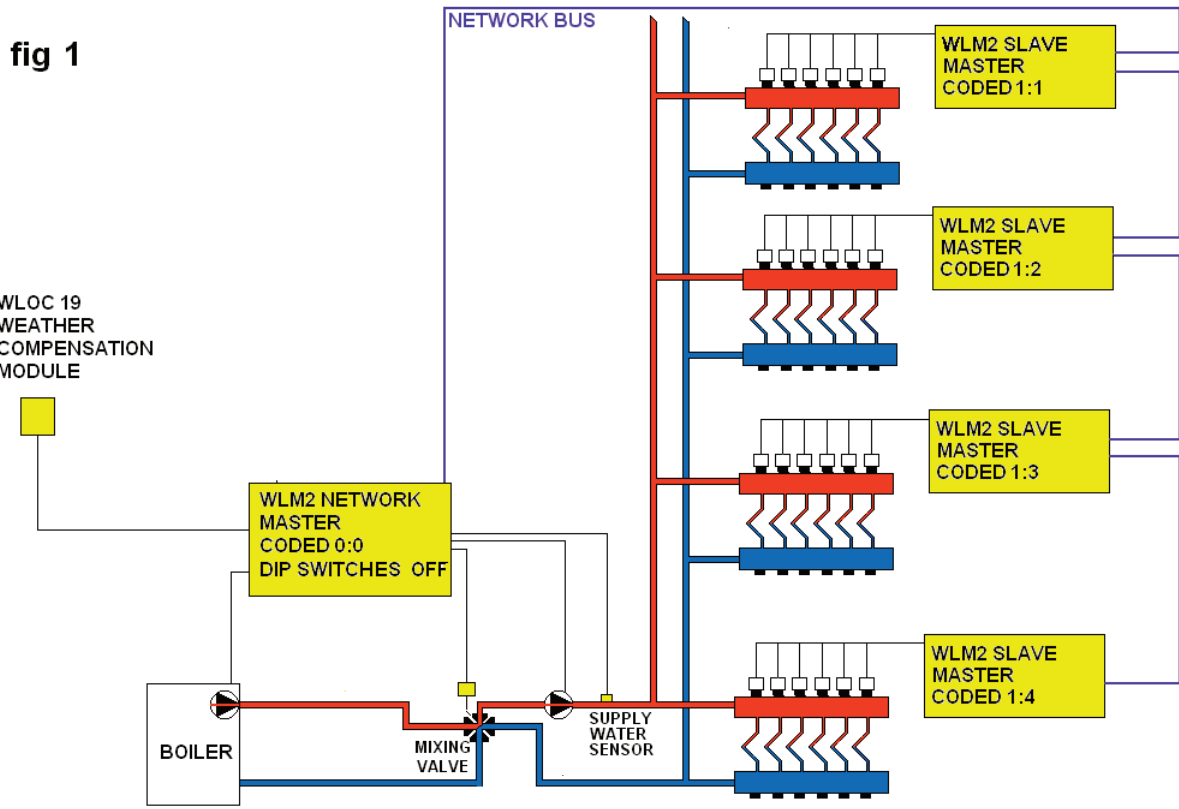 fig 1
NETWORK BUS
WLM2 SLAVE
MASTER
CODED 1:1
WLM2 SLAVE
MASTER
CODED 1:2
WLOC 19
WEATHER
COMPENSATION
MODULE
WLM2 SLAVE
MASTER
CODED 1:3
WLM2 NETWORK
MASTER
CODED 0:0
DIP SWITCHES OFF
WLM2 SLAVE
MASTER
CODED 1:4
BOILER
MIXING
VALVE
SUPPLY
WATER
SENSOR